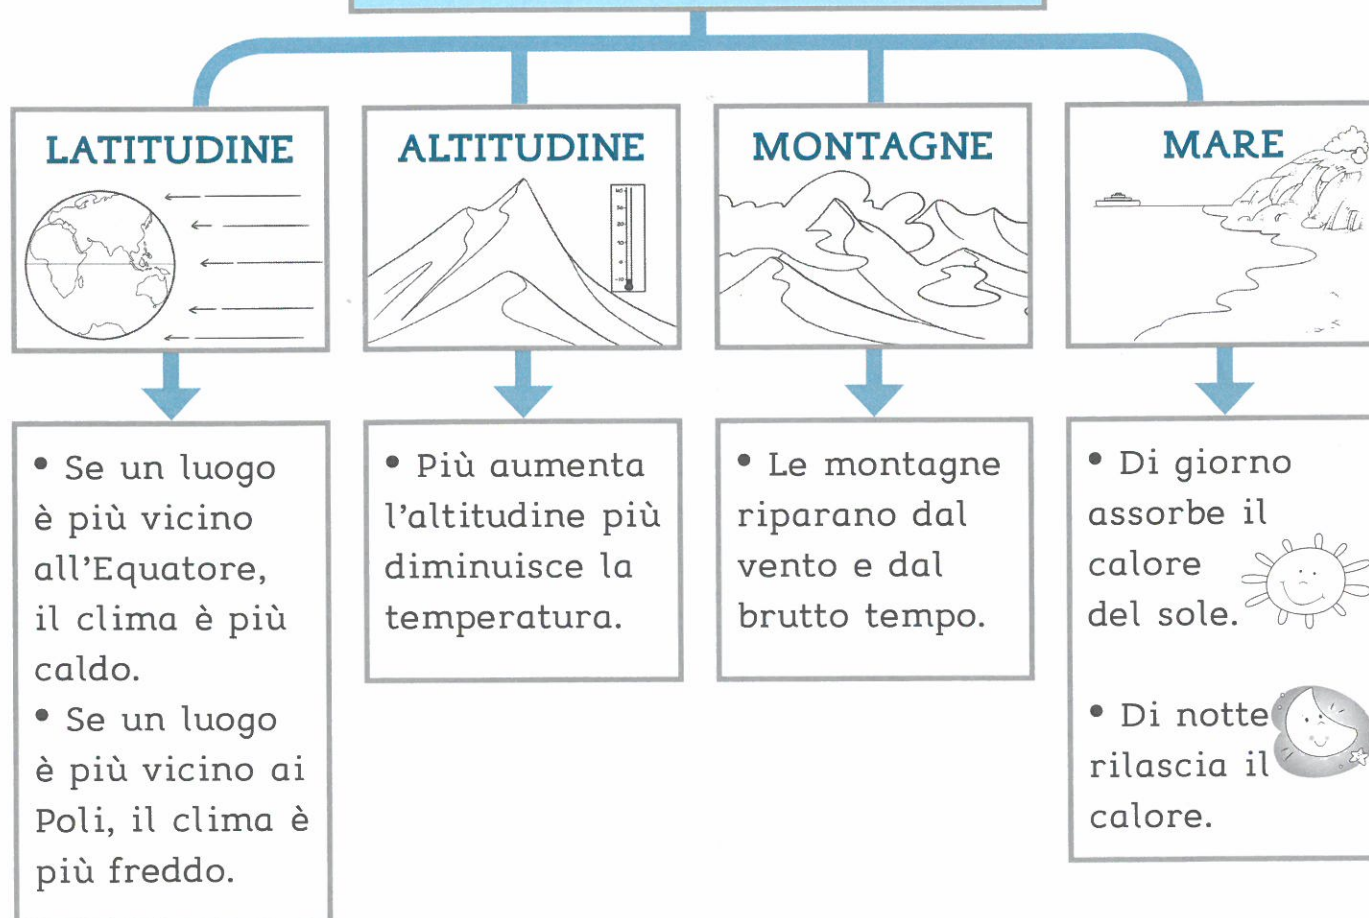 LATITUDINE
ALTITUDINE
MONTAGNE
MARE
• Se un luogo
è più vicino
all'Equatore,
il clima è più
caldo.
• Se un luogo
è più vicino ai
Poli, il clima è
più freddo.
• Più aumenta
l'altitudine più
diminuisce la
temperatura.
• Le montagne
riparano dal
vento e dal
brutto tempo.
• Di giorno
assorbe il
calore
del sole.
• Di notte
rilascia il
calore.